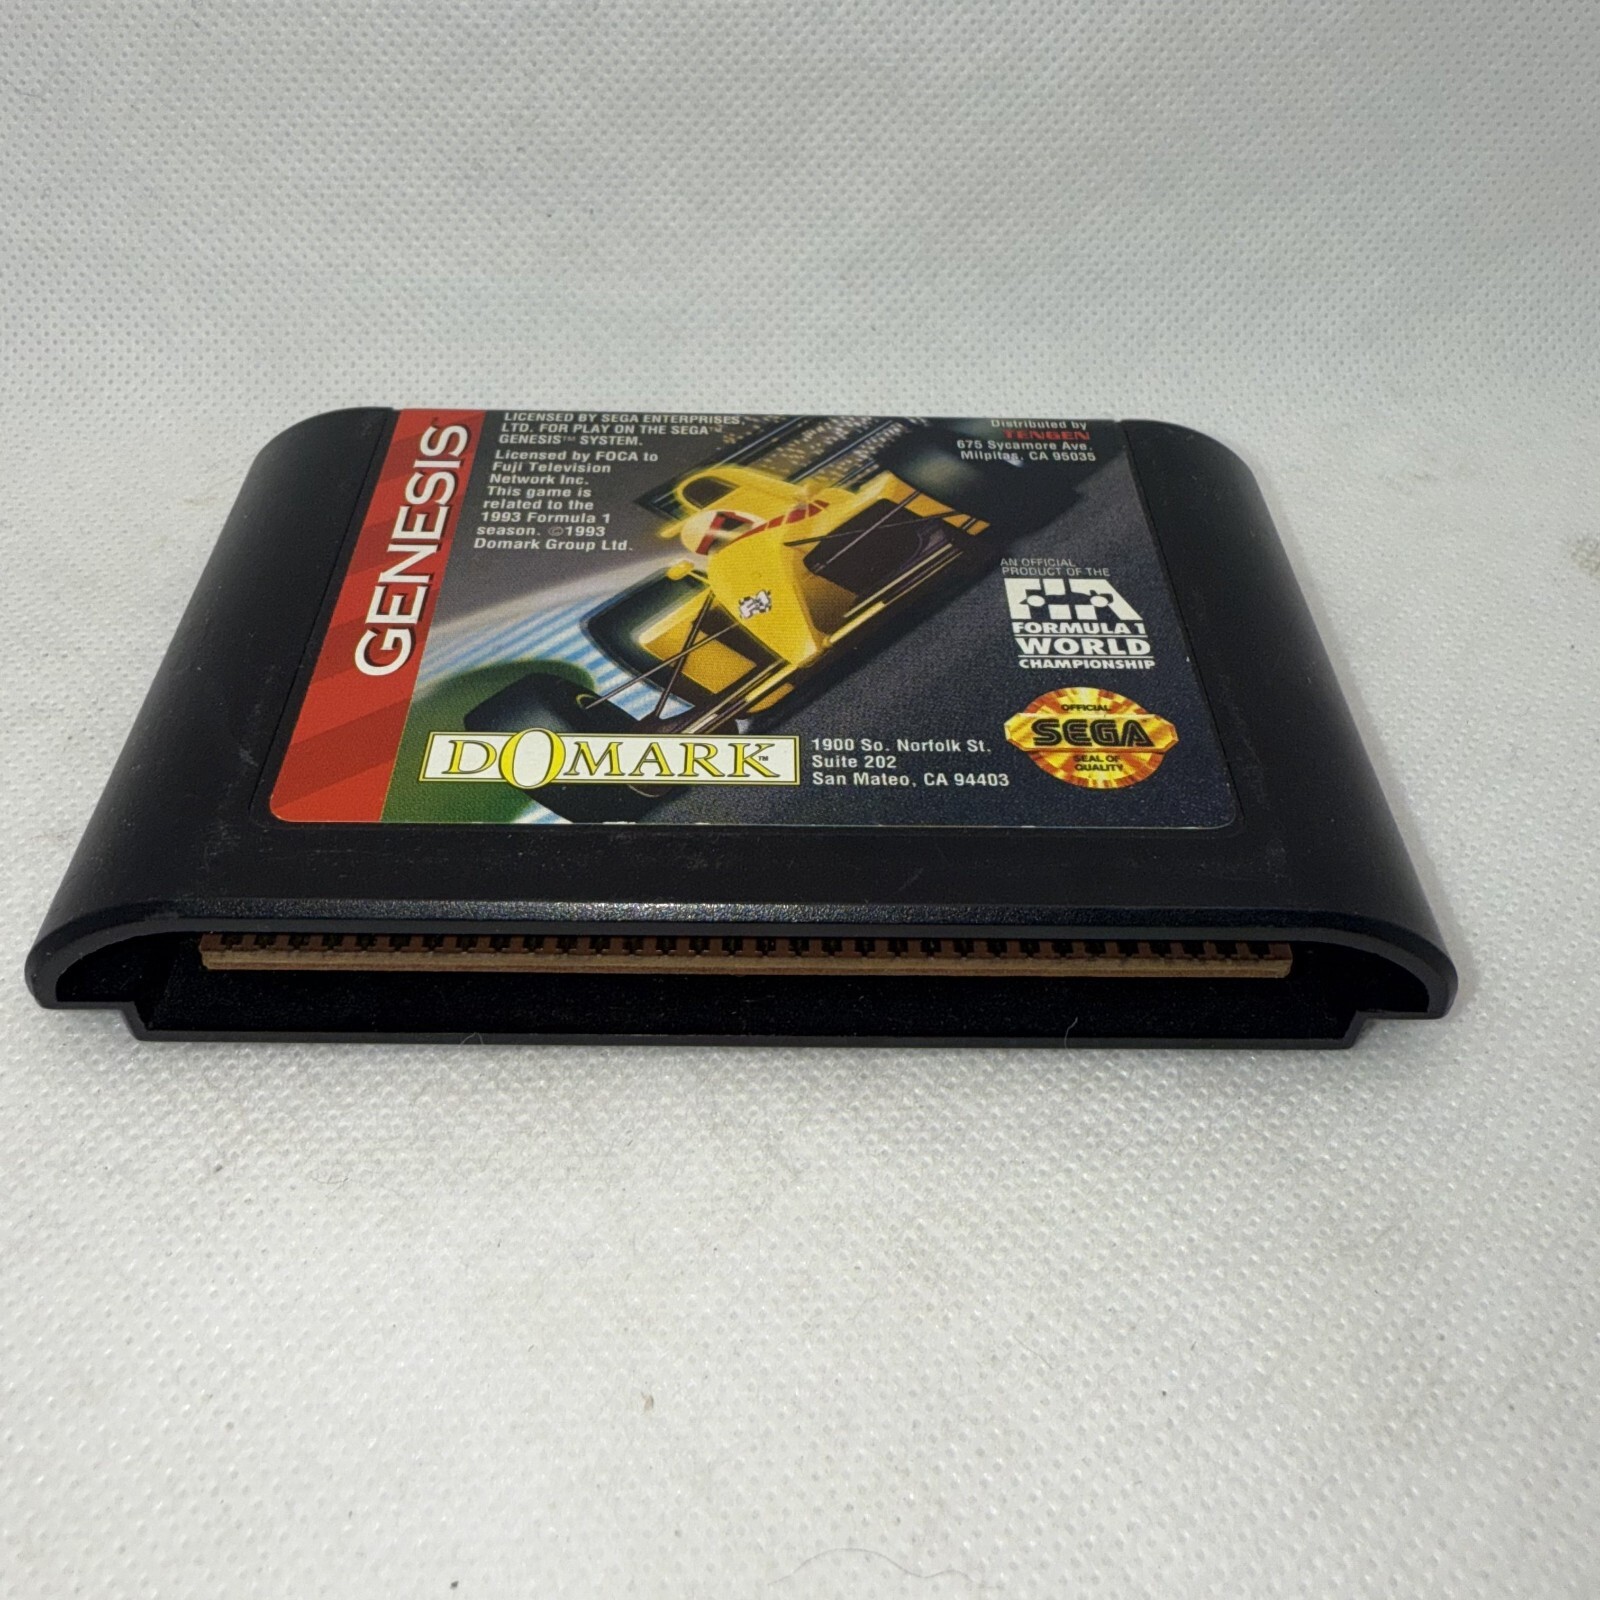 GENESIS
LICENSED BY SEGA ENTERPRISES,
LTD. FOR PLAY ON THE SEGA™
GENESIS™ SYSTEM.
Licensed by FOCA to
Fuji Television
Network Inc.
This game is
related to the
1993 Formula 1
season. ©1993
Domark Group Ltd.
Distributed by
TENGEN
675 Sycamore Ave.
Milpitas, CA 95035
AN OFFICIAL
PRODUCT OF THE
FIA
FORMULA 1
WORLD
CHAMPIONSHIP
DOMARK™
1900 So. Norfolk St.
Suite 202
San Mateo, CA 94403
OFFICIAL
SEGA
SEAL OF
QUALITY